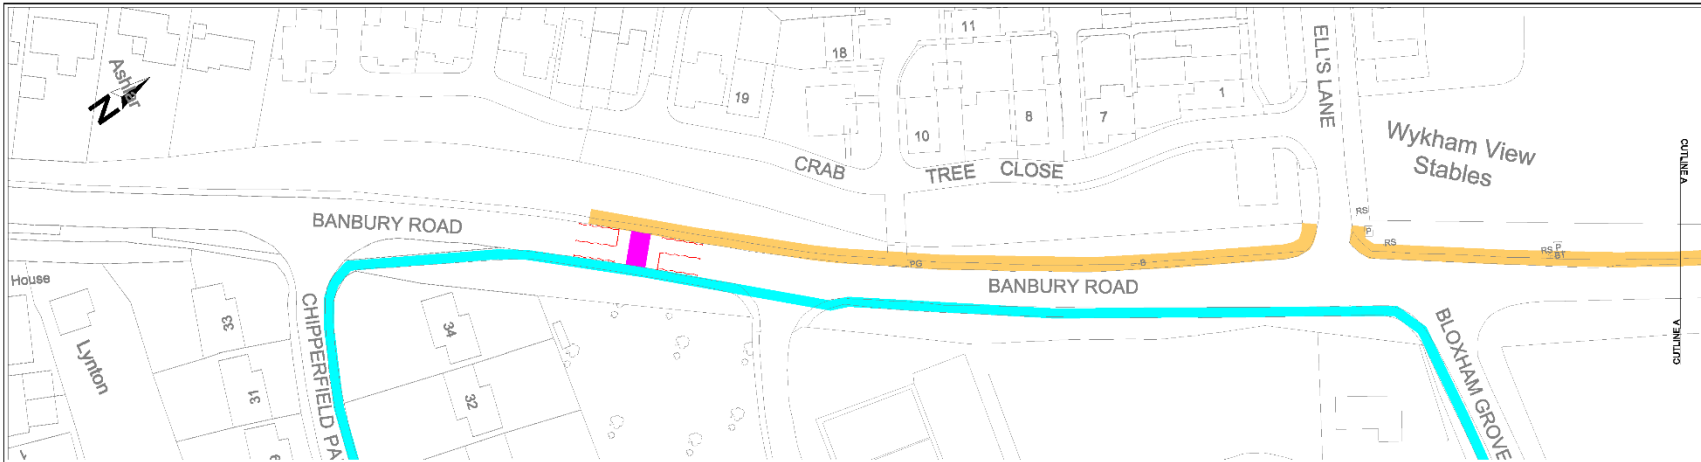 Ashler
N
18
11
19
10
8
7
1
ELL'S LANE
Wykham View
Stables
CUTLINE A
CRAB TREE CLOSE
BANBURY ROAD
RS
P
RS
RS
P
BT
PG
B
BANBURY ROAD
House
Lynton
33
31
CHIPPERFIELD PA
34
32
BLOXHAM GROVE
CUTLINE A